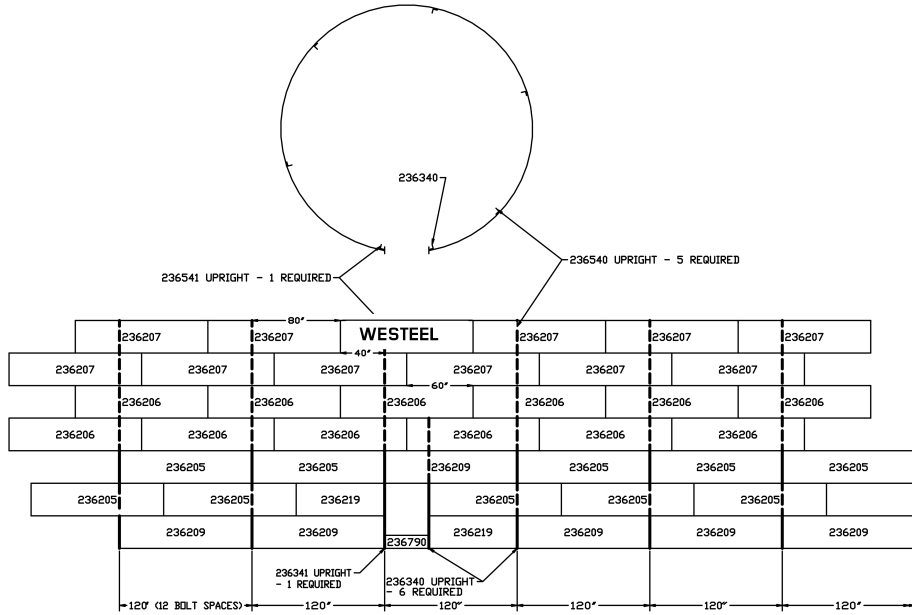 236340
236541 UPRIGHT - 1 REQUIRED
236540 UPRIGHT - 5 REQUIRED
80"
236207 236207 WESTEEL 236207 236207 236207
40"
236207 236207 236207 236207 236207
60"
236206 236206 236206 236206 236206 236206
236206 236206 236206 236206 236206
236205 236205 236209 236205 236205 236205
236205 236205 236219 236205 236205 236205
236209 236209 236790 236219 236209 236209 236209
236341 UPRIGHT
- 1 REQUIRED
236340 UPRIGHT
- 6 REQUIRED
120" (12 BOLT SPACES) 120" 120" 120" 120" 120"